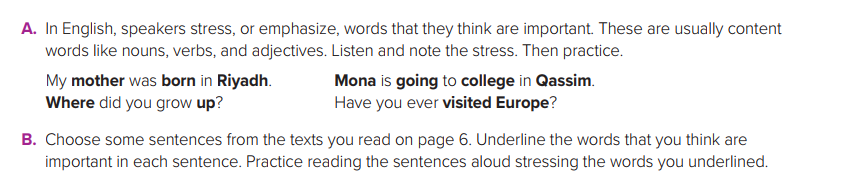 A. In English, speakers stress, or emphasize, words that they think are important. These are usually content
words like nouns, verbs, and adjectives. Listen and note the stress. Then practice.
My mother was born in Riyadh.
Where did you grow up?
Mona is going to college in Qassim.
Have you ever visited Europe?
B. Choose some sentences from the texts you read on page 6. Underline the words that you think are
important in each sentence. Practice reading the sentences aloud stressing the words you underlined.